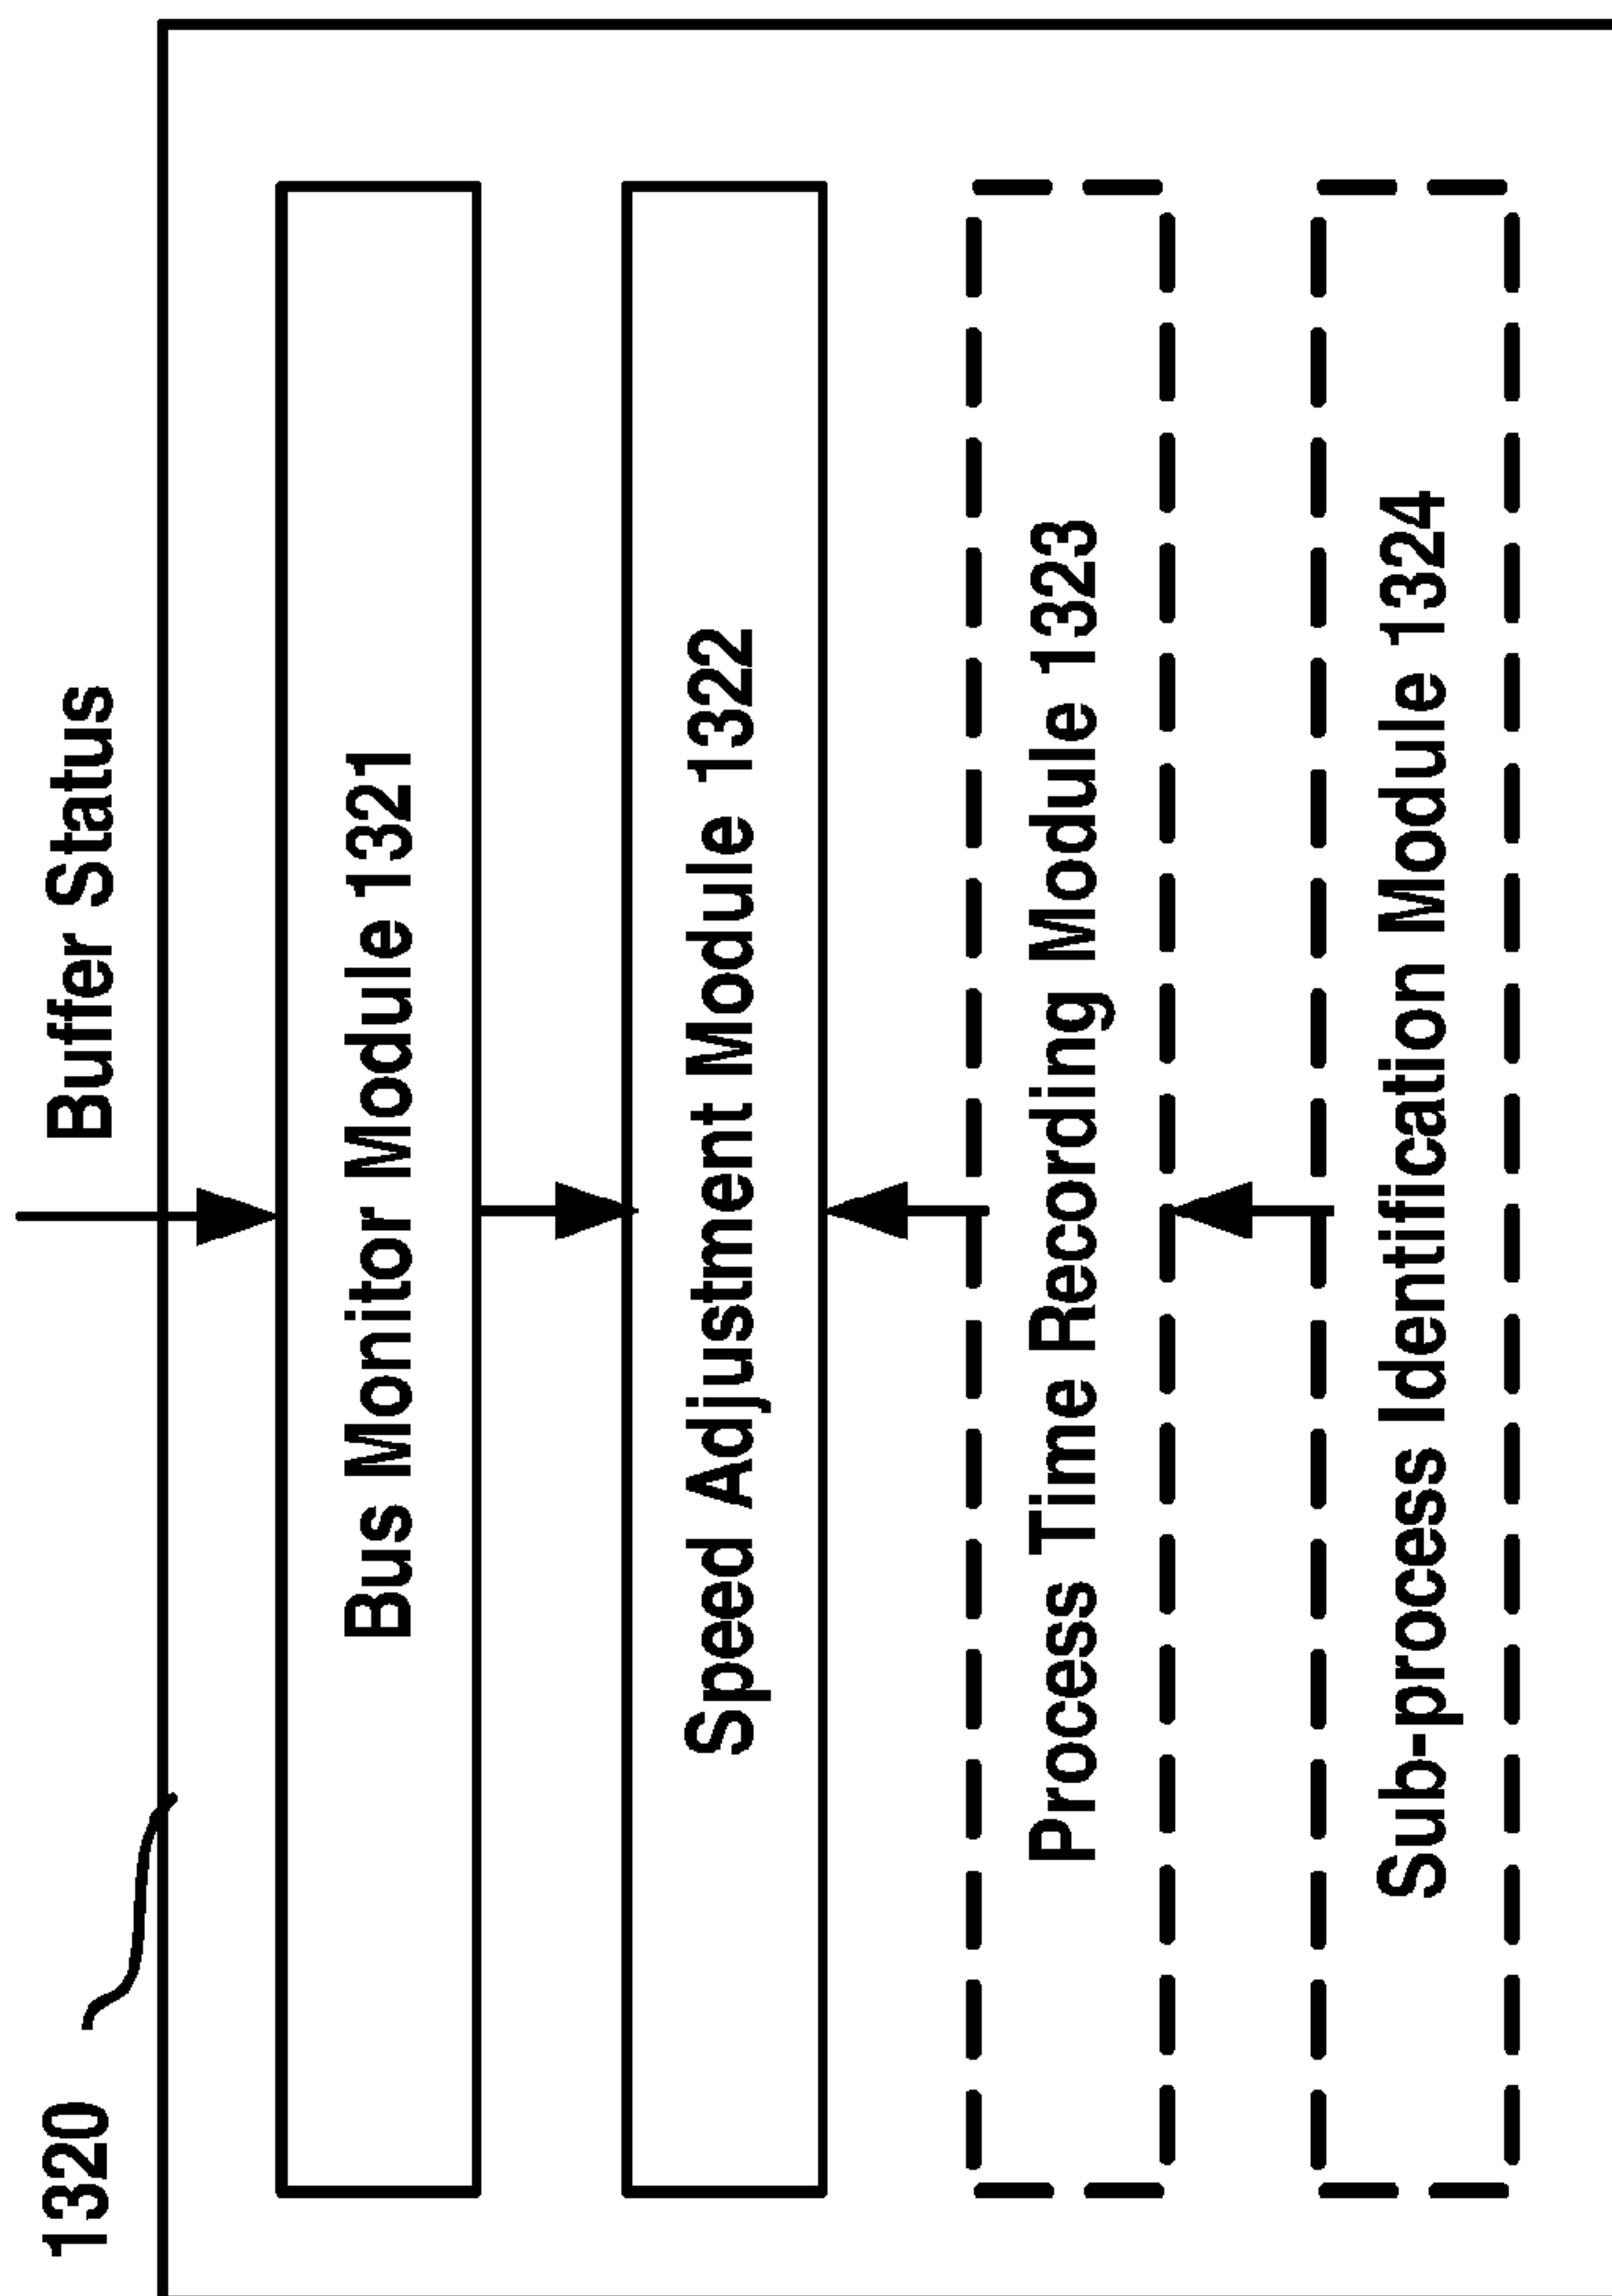 1320
Buffer Status
Bus Monitor Module 1321
Speed Adjustment Module 1322
Process Time Recording Module 1323
Sub-process Identification Module 1324